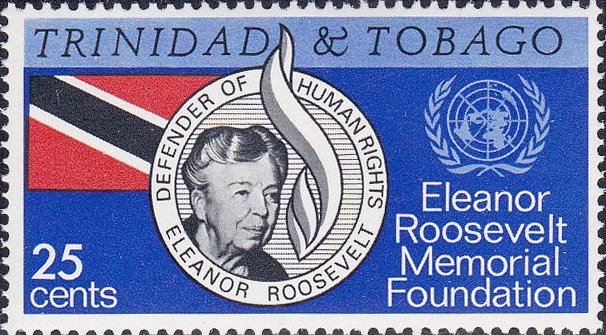 TRINIDAD & TOBAGO
DEFENDER OF HUMAN RIGHTS
ELEANOR ROOSEVELT
Eleanor
Roosevelt
Memorial
Foundation
25
cents